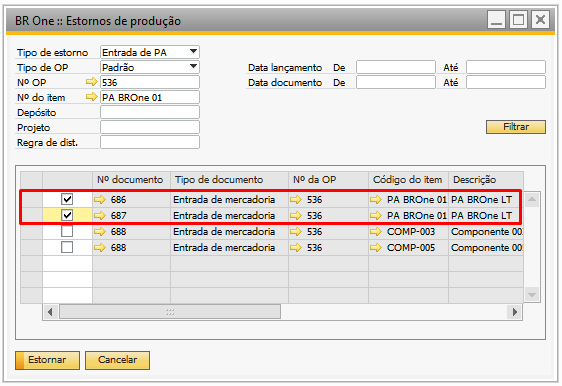 BR One :: Estornos de produção
Tipo de estorno Entrada de PA
Tipo de OP Padrão Data lançamento De Até
Nº OP 536 Data documento De Até
Nº do item PA BROne 01
Depósito
Projeto
Regra de dist.
Filtrar
Nº documento Tipo de documento Nº da OP Código do item Descrição
686 Entrada de mercadoria 536 PA BROne 01 PA BROne LT
687 Entrada de mercadoria 536 PA BROne 01 PA BROne LT
688 Entrada de mercadoria 536 COMP-003 Componente 003
688 Entrada de mercadoria 536 COMP-005 Componente 005
Estornar Cancelar